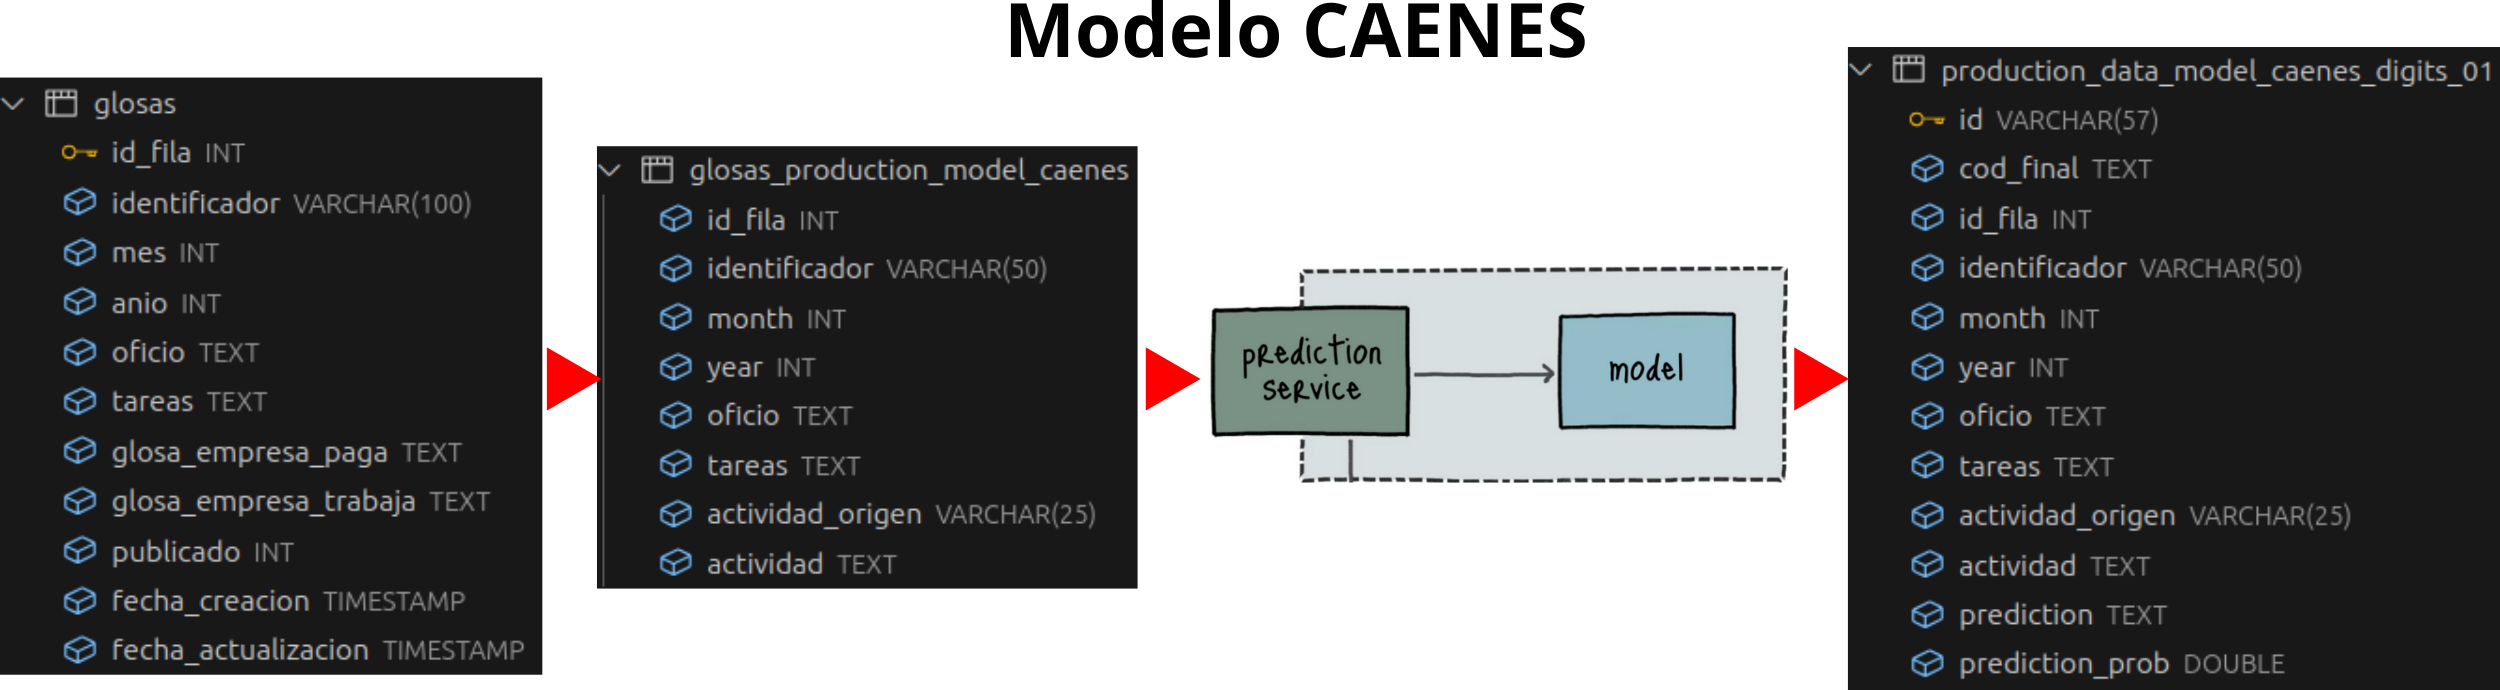 Modelo CAENES
glosas
id_fila INT
identificador VARCHAR(100)
mes INT
anio INT
oficio TEXT
tareas TEXT
glosa_empresa_paga TEXT
glosa_empresa_trabaja TEXT
publicado INT
fecha_creacion TIMESTAMP
fecha_actualizacion TIMESTAMP
glosas_production_model_caenes
id_fila INT
identificador VARCHAR(50)
month INT
year INT
oficio TEXT
tareas TEXT
actividad_origen VARCHAR(25)
actividad TEXT
prediction
service
model
production_data_model_caenes_digits_01
id VARCHAR(57)
cod_final TEXT
id_fila INT
identificador VARCHAR(50)
month INT
year INT
oficio TEXT
tareas TEXT
actividad_origen VARCHAR(25)
actividad TEXT
prediction TEXT
prediction_prob DOUBLE